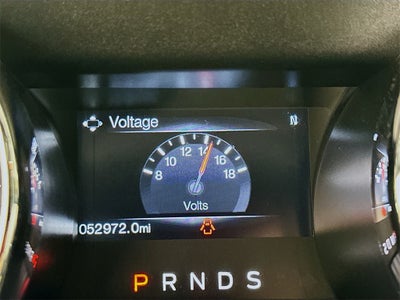 Voltage N
8 10 12 14 16 18
Volts
052972.0mi
P R N D S